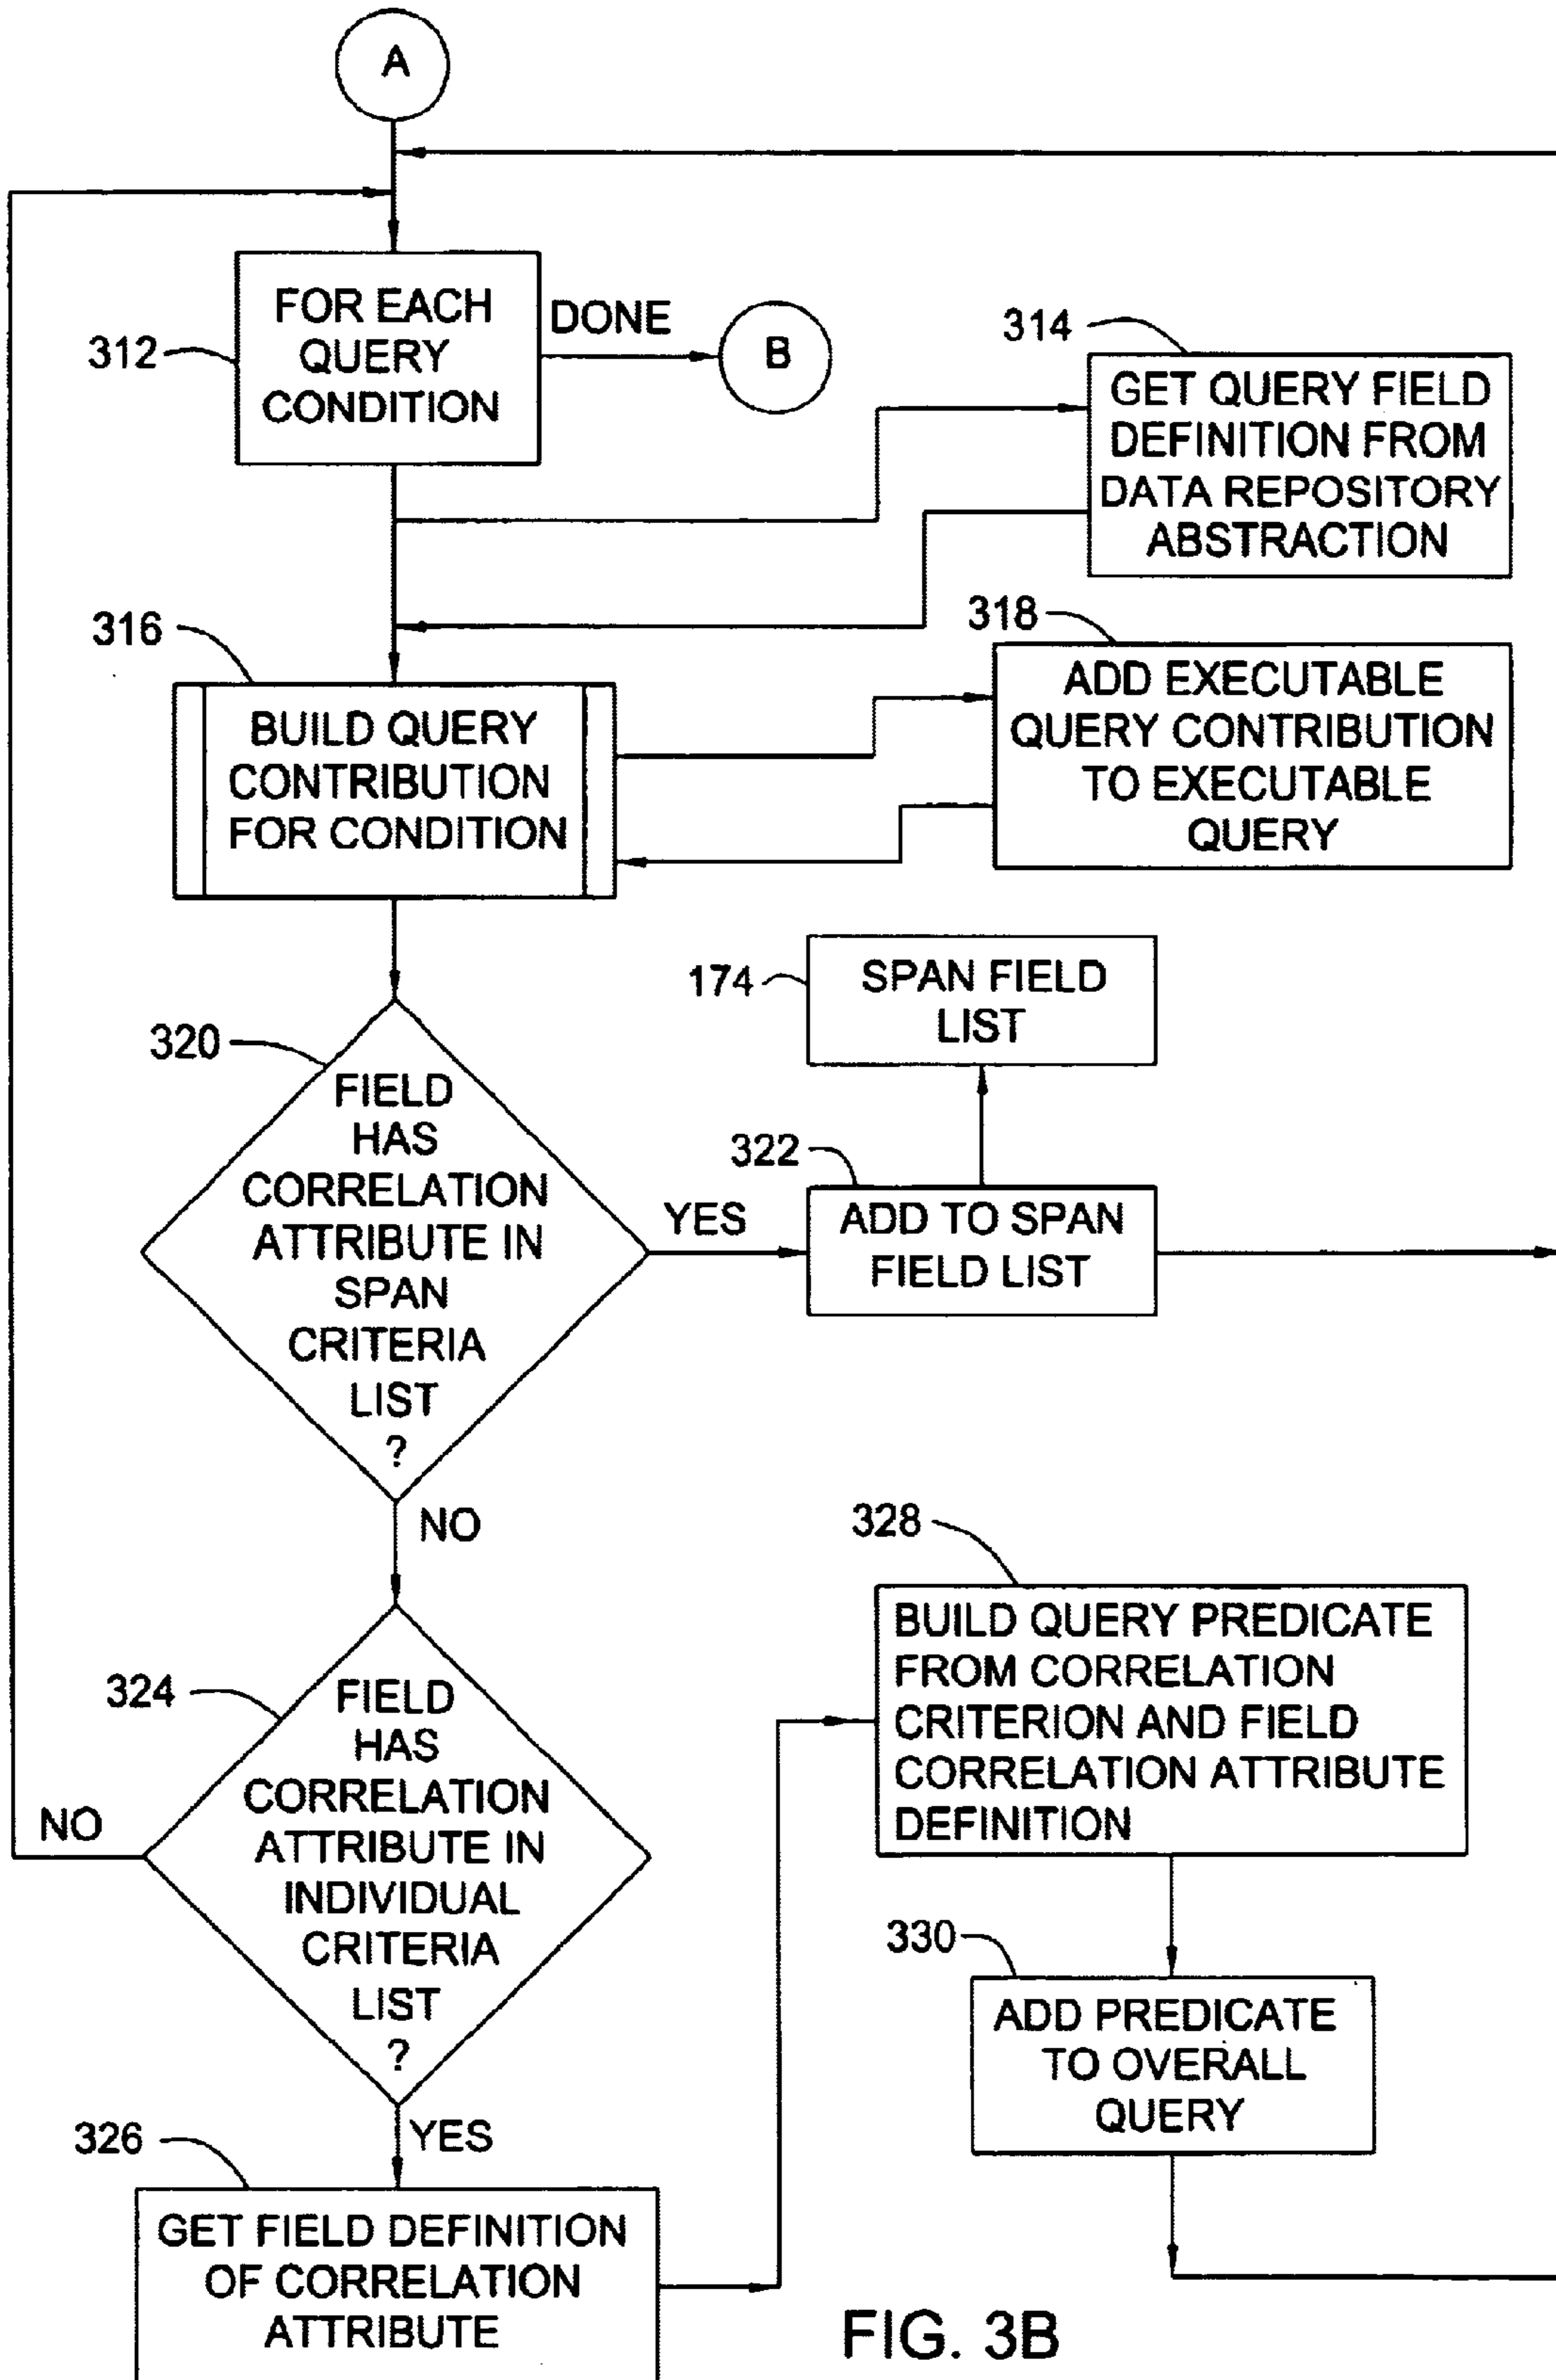 A
FOR EACH
QUERY
CONDITION
312
DONE
B
314
GET QUERY FIELD
DEFINITION FROM
DATA REPOSITORY
ABSTRACTION
316
BUILD QUERY
CONTRIBUTION
FOR CONDITION
318
ADD EXECUTABLE
QUERY CONTRIBUTION
TO EXECUTABLE
QUERY
174
SPAN FIELD
LIST
320
FIELD
HAS
CORRELATION
ATTRIBUTE IN
SPAN
CRITERIA
LIST
?
YES
322
ADD TO SPAN
FIELD LIST
NO
324
FIELD
HAS
CORRELATION
ATTRIBUTE IN
INDIVIDUAL
CRITERIA
LIST
?
NO
YES
326
GET FIELD DEFINITION
OF CORRELATION
ATTRIBUTE
328
BUILD QUERY PREDICATE
FROM CORRELATION
CRITERION AND FIELD
CORRELATION ATTRIBUTE
DEFINITION
330
ADD PREDICATE
TO OVERALL
QUERY
FIG. 3B